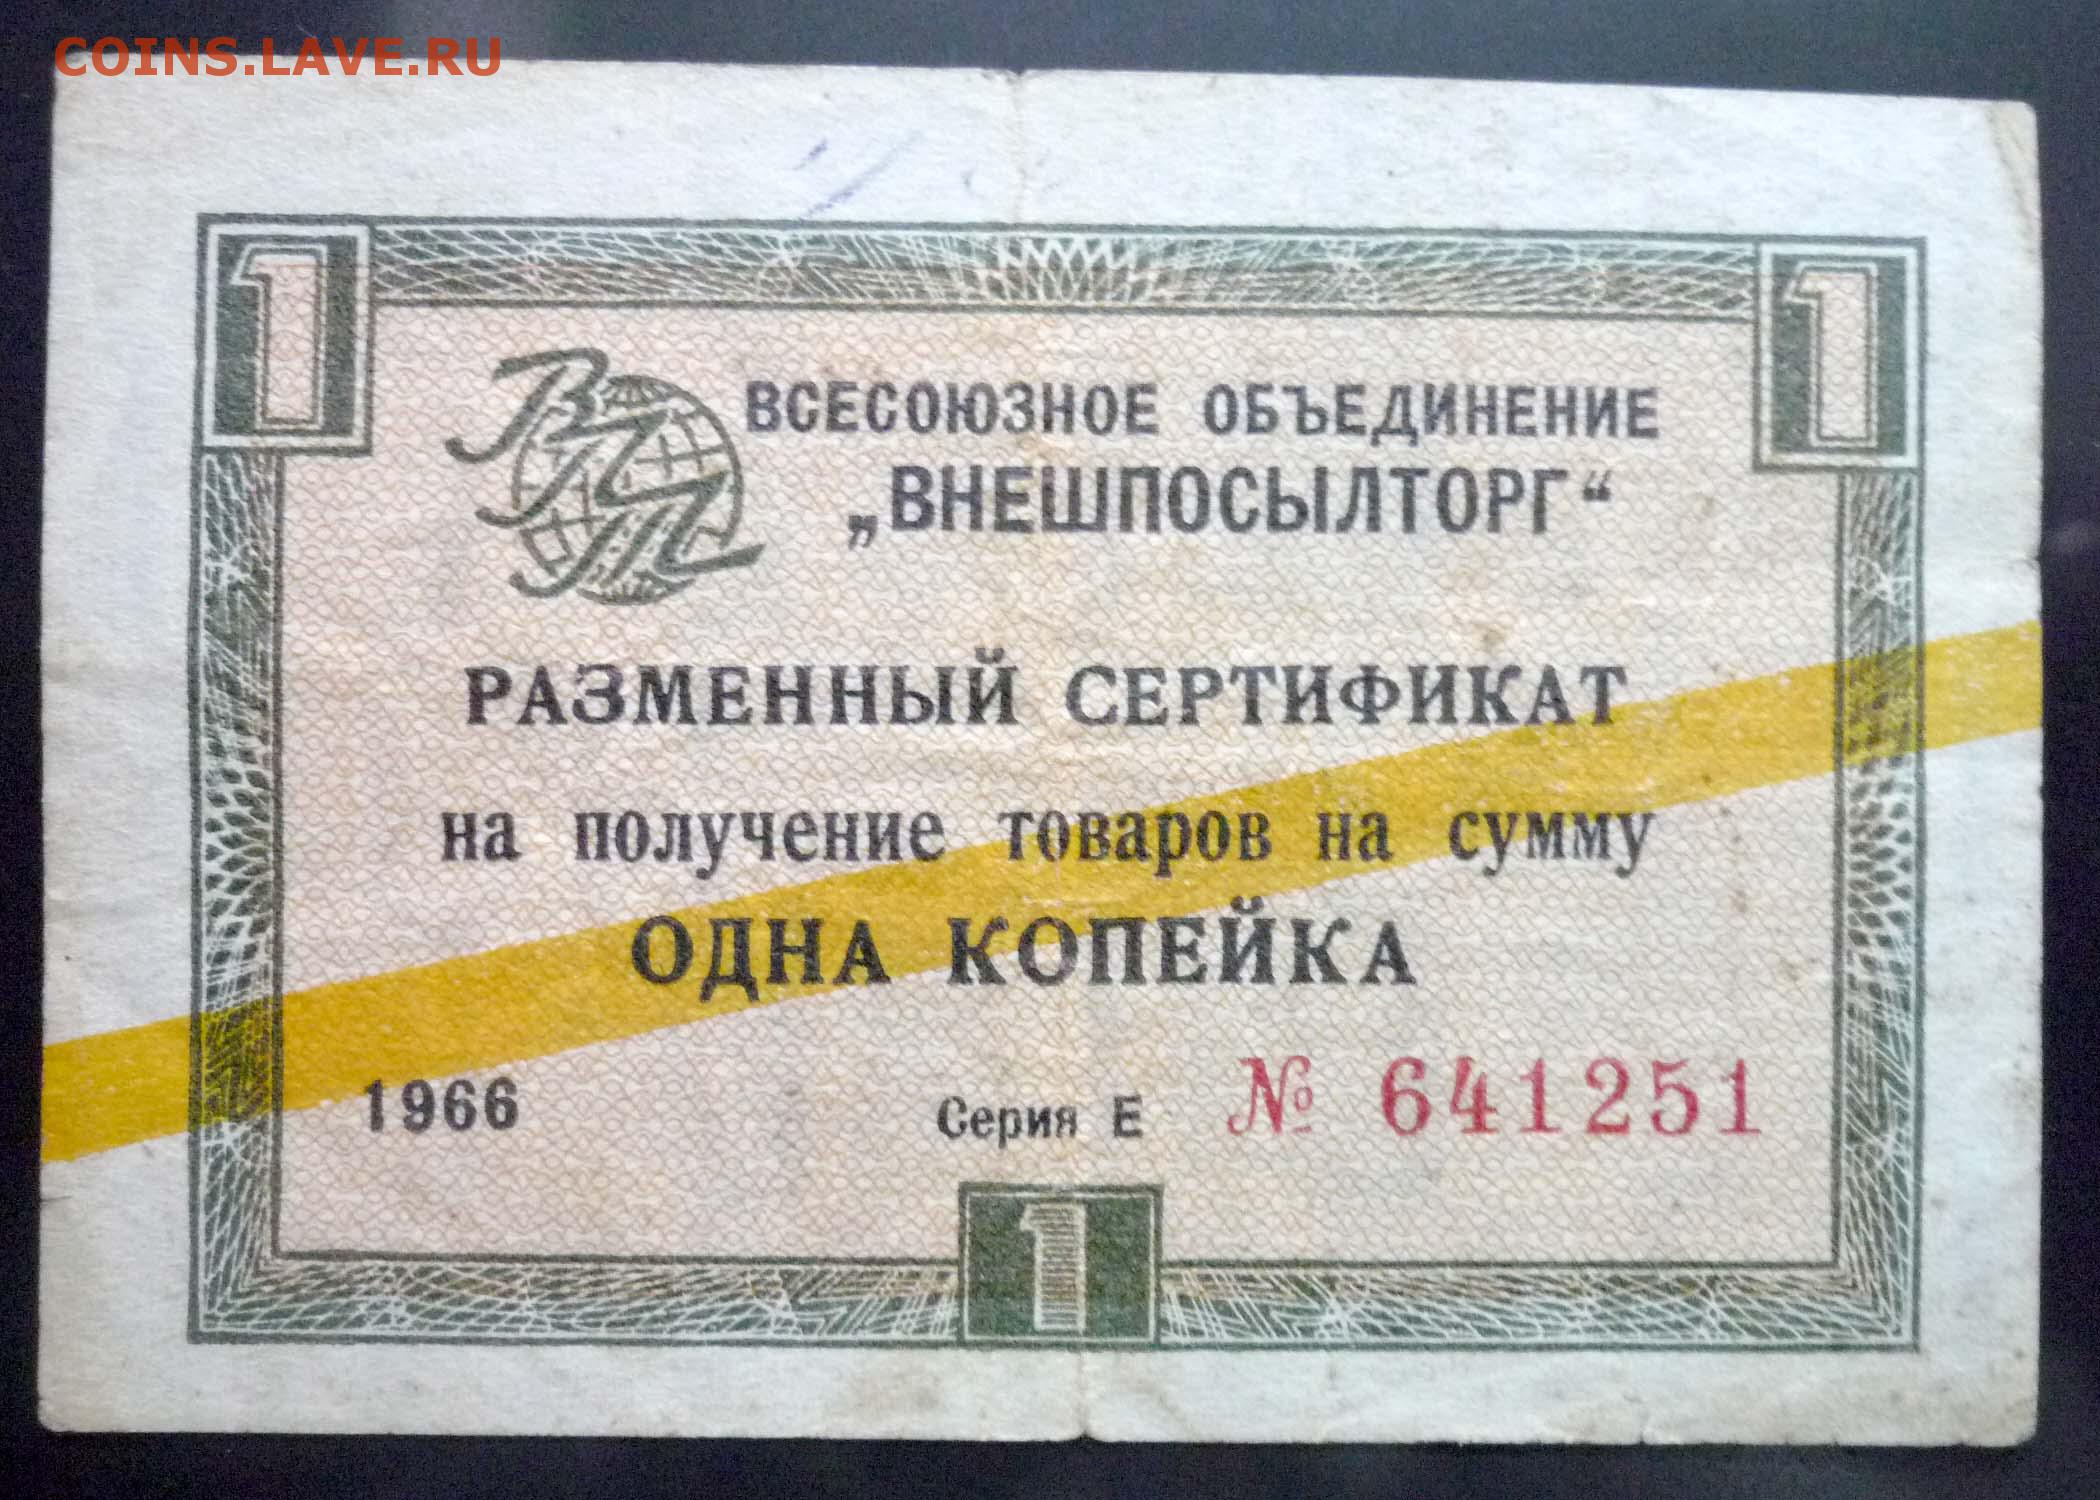 COINS.LAVE.RU
1 1
ВПТ
ВСЕСОЮЗНОЕ ОБЪЕДИНЕНИЕ
„ВНЕШПОСЫЛТОРГ“
РАЗМЕННЫЙ СЕРТИФИКАТ
на получение товаров на сумму
ОДНА КОПЕЙКА
1966 Серия Е № 641251
1